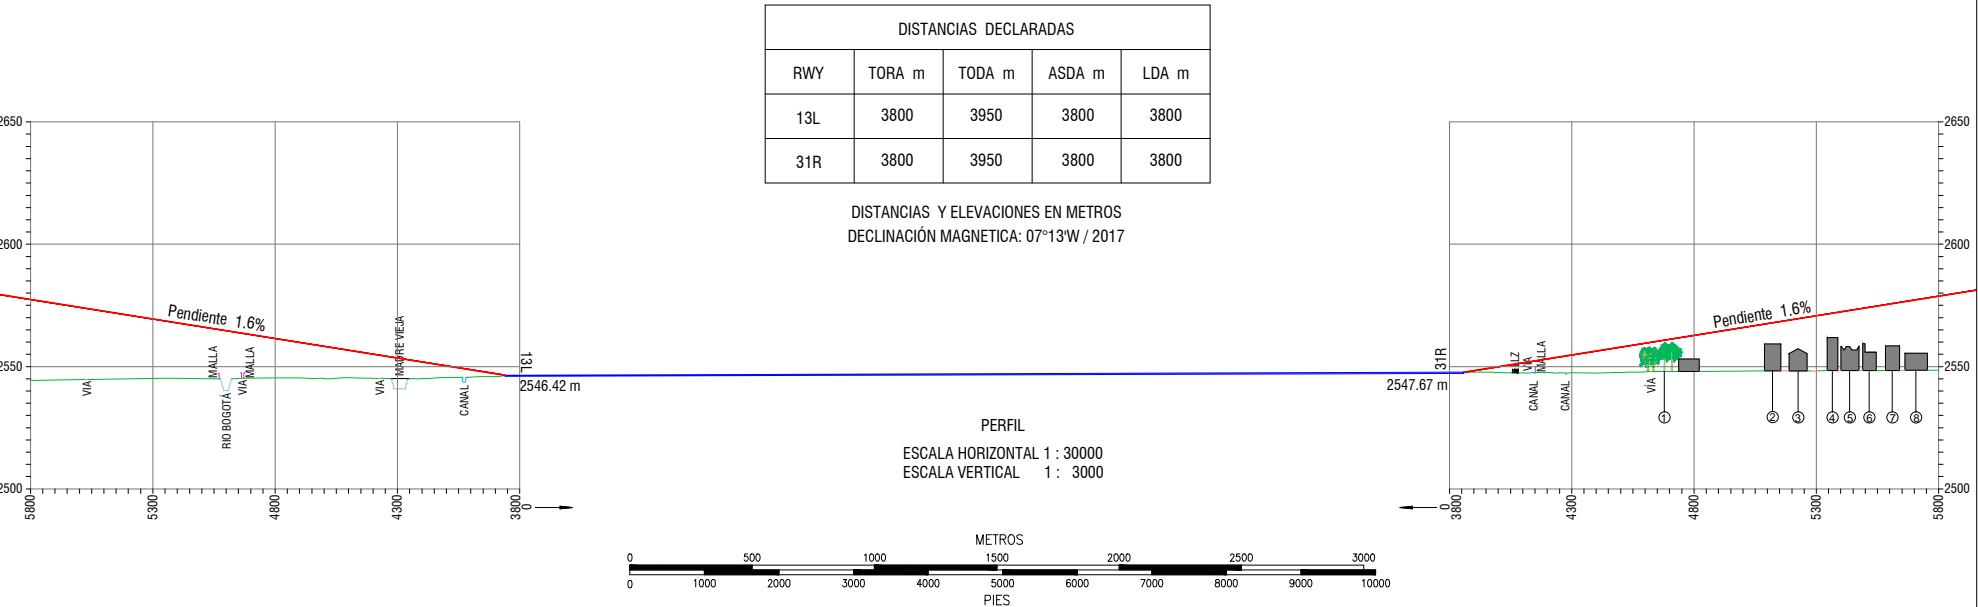 DISTANCIAS DECLARADAS
RWY TORA m TODA m ASDA m LDA m
13L 3800 3950 3800 3800
31R 3800 3950 3800 3800
DISTANCIAS Y ELEVACIONES EN METROS
DECLINACIÓN MAGNETICA: 07°13'W / 2017
2650
2600
2550
2500
Pendiente 1.6%
VIA
MALLA
RIO BOGOTÁ
VIA
MALLA
VIA
MADRE VIEJA
CANAL
13L
2546.42 m
5800 5300 4800 4300 3800 0
PERFIL
ESCALA HORIZONTAL 1 : 30000
ESCALA VERTICAL 1 : 3000
31R
2547.67 m
ALZ
VIA
MALLA
CANAL
CANAL
VÍA
Pendiente 1.6%
1 2 3 4 5 6 7 8
2650
2600
2550
2500
0 3800 4300 4800 5300 5800
METROS
0 500 1000 1500 2000 2500 3000
0 1000 2000 3000 4000 5000 6000 7000 8000 9000 10000
PIES